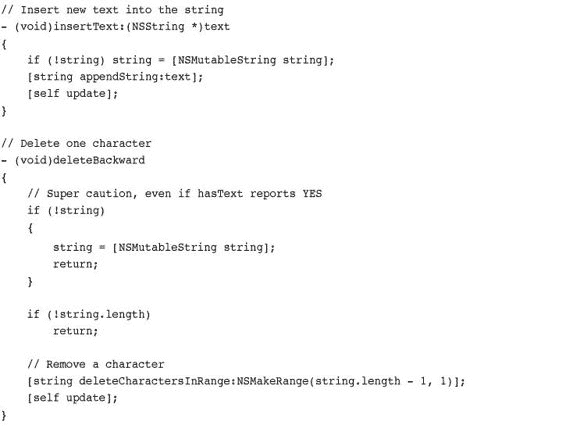 // Insert new text into the string
- (void)insertText:(NSString *)text
{
    if (!string) string = [NSMutableString string];
    [string appendString:text];
    [self update];
}

// Delete one character
- (void)deleteBackward
{
    // Super caution, even if hasText reports YES
    if (!string)
    {
        string = [NSMutableString string];
        return;
    }

    if (!string.length)
        return;

    // Remove a character
    [string deleteCharactersInRange:NSMakeRange(string.length - 1, 1)];
    [self update];
}